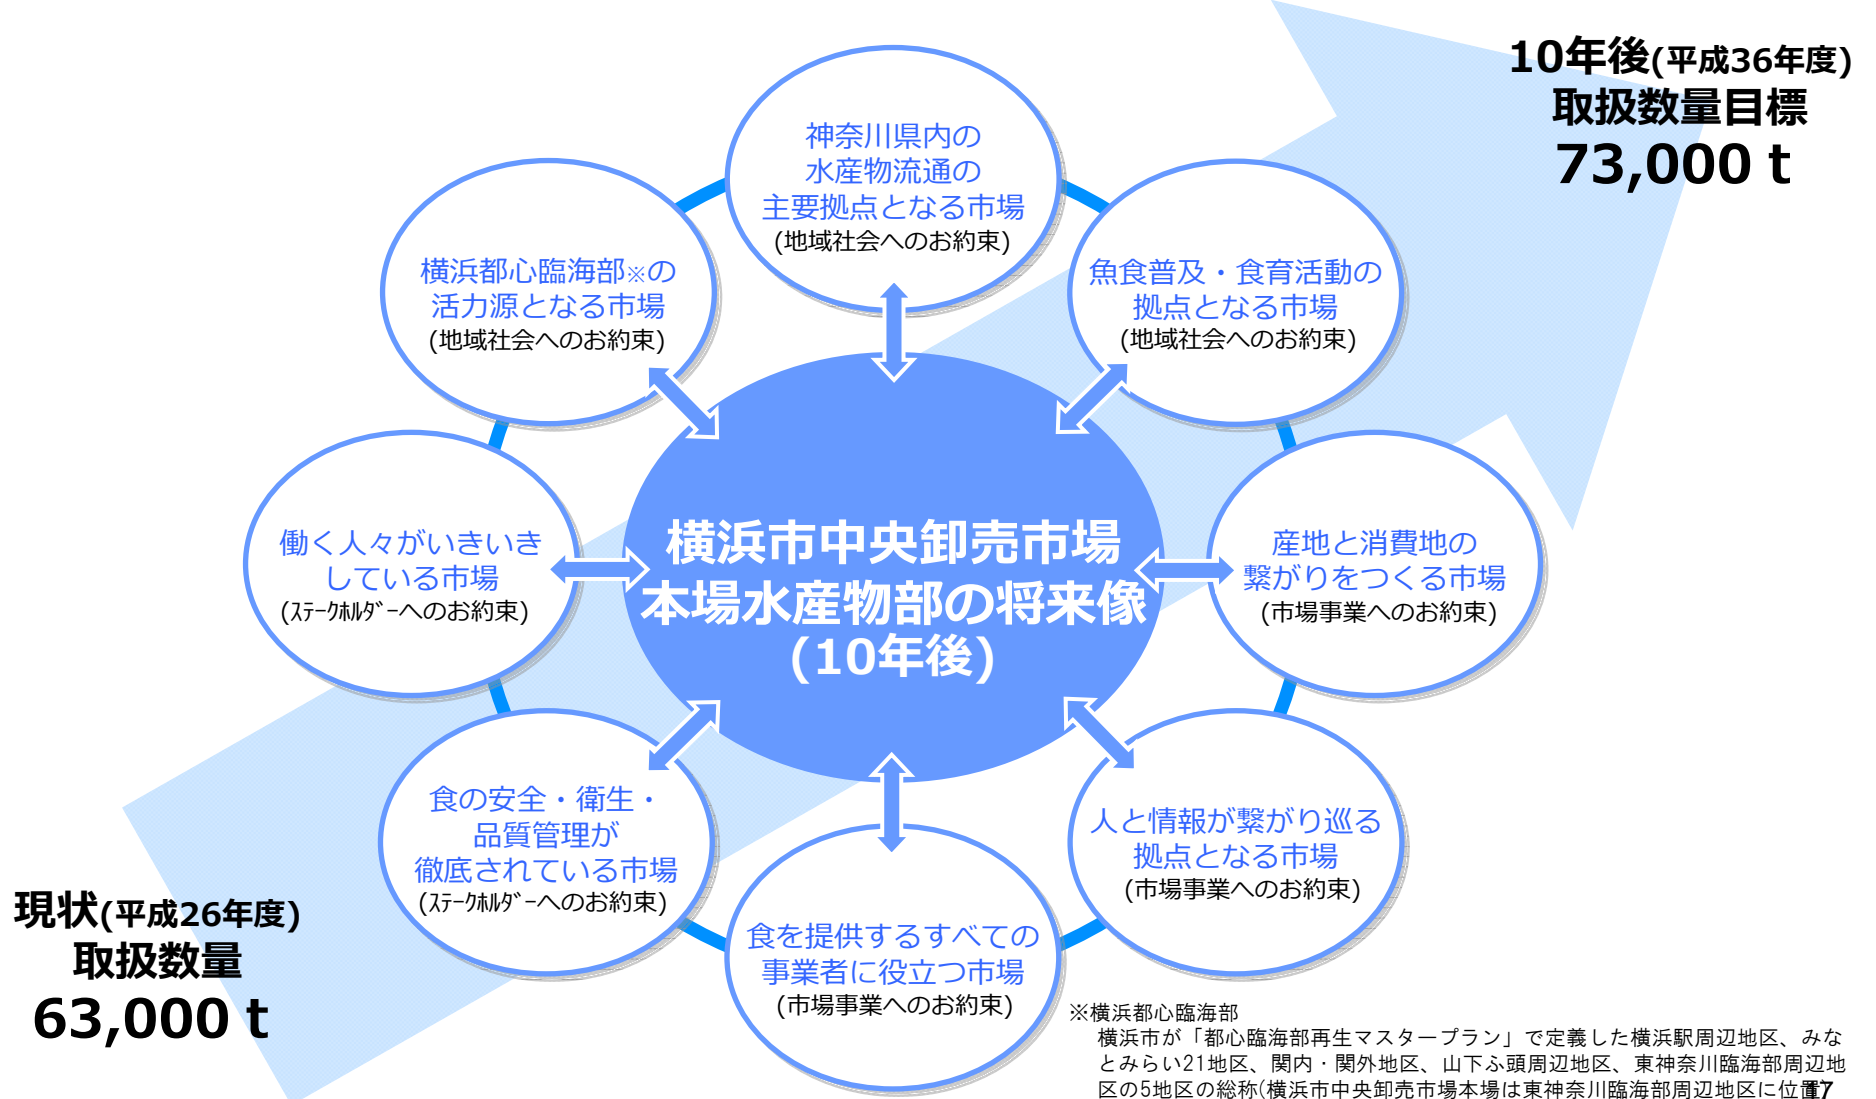 10年後(平成36年度)
取扱数量目標
73,000 t
神奈川県内の
水産物流通の
主要拠点となる市場
(地域社会へのお約束)
横浜都心臨海部※の
活力源となる市場
(地域社会へのお約束)
魚食普及・食育活動の
拠点となる市場
(地域社会へのお約束)
働く人々がいきいき
している市場
(ｽﾃｰｸﾎﾙﾀﾞｰへのお約束)
横浜市中央卸売市場
本場水産物部の将来像
(10年後)
産地と消費地の
繋がりをつくる市場
(市場事業へのお約束)
食の安全・衛生・
品質管理が
徹底されている市場
(ｽﾃｰｸﾎﾙﾀﾞｰへのお約束)
人と情報が繋がり巡る
拠点となる市場
(市場事業へのお約束)
食を提供するすべての
事業者に役立つ市場
(市場事業へのお約束)
現状(平成26年度)
取扱数量
63,000 t
※横浜都心臨海部
横浜市が「都心臨海部再生マスタープラン」で定義した横浜駅周辺地区、みな
とみらい21地区、関内・関外地区、山下ふ頭周辺地区、東神奈川臨海部周辺地
区の5地区の総称(横浜市中央卸売市場本場は東神奈川臨海部周辺地区に位置)
17